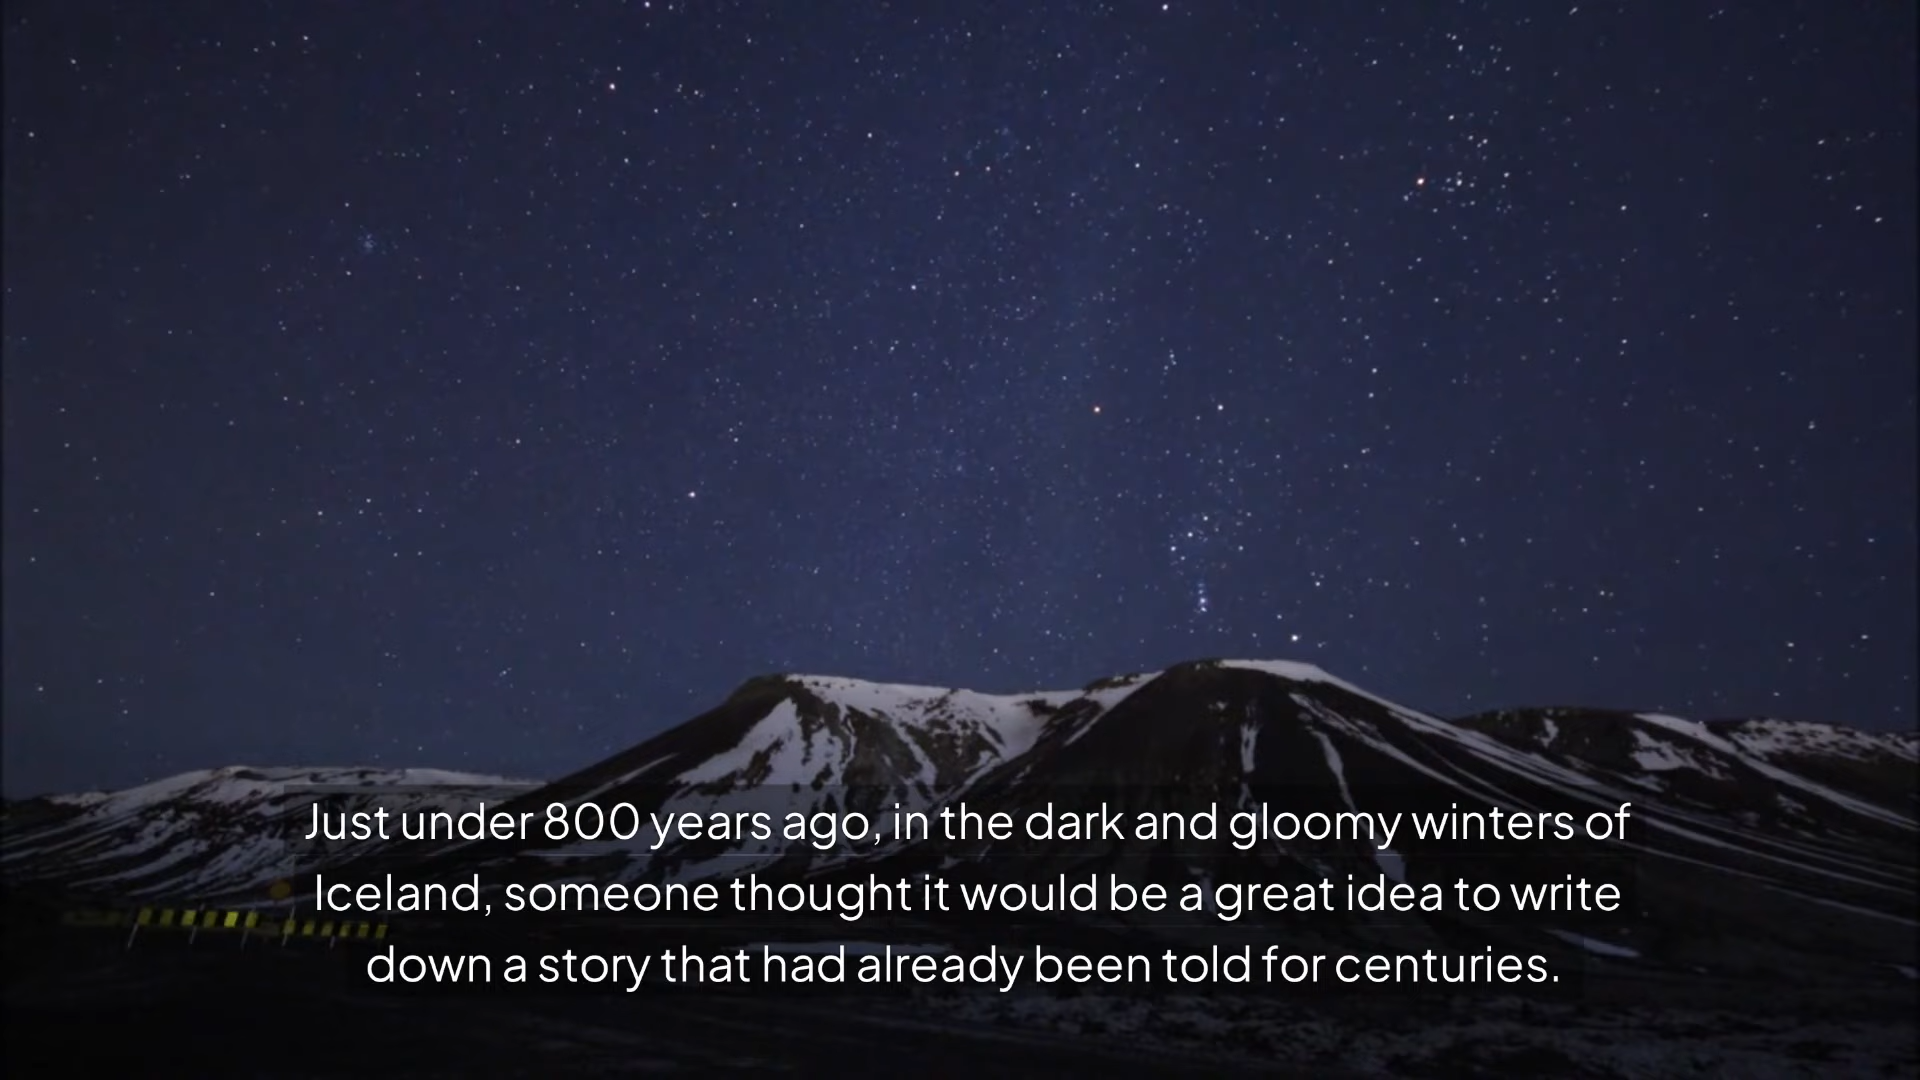 Just under 800 years ago, in the dark and gloomy winters of
Iceland, someone thought it would be a great idea to write
down a story that had already been told for centuries.